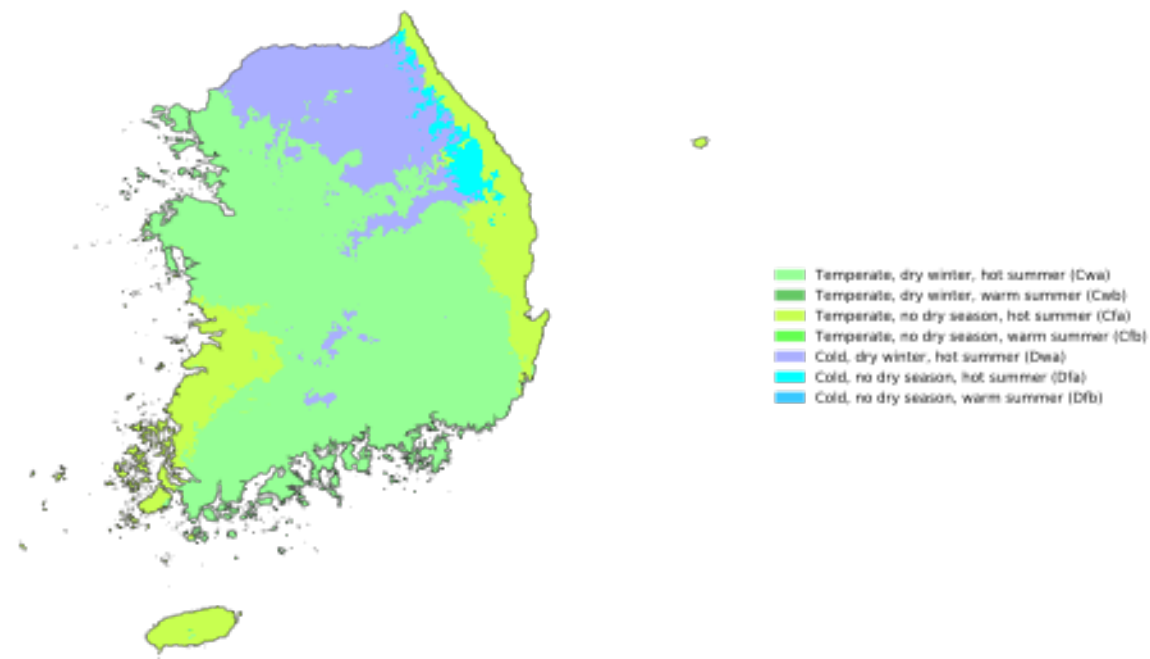 Temperate, dry winter, hot summer (Cwa)
Temperate, dry winter, warm summer (Cwb)
Temperate, no dry season, hot summer (Cfa)
Temperate, no dry season, warm summer (Cfb)
Cold, dry winter, hot summer (Dwa)
Cold, no dry season, hot summer (Dfa)
Cold, no dry season, warm summer (Dfb)